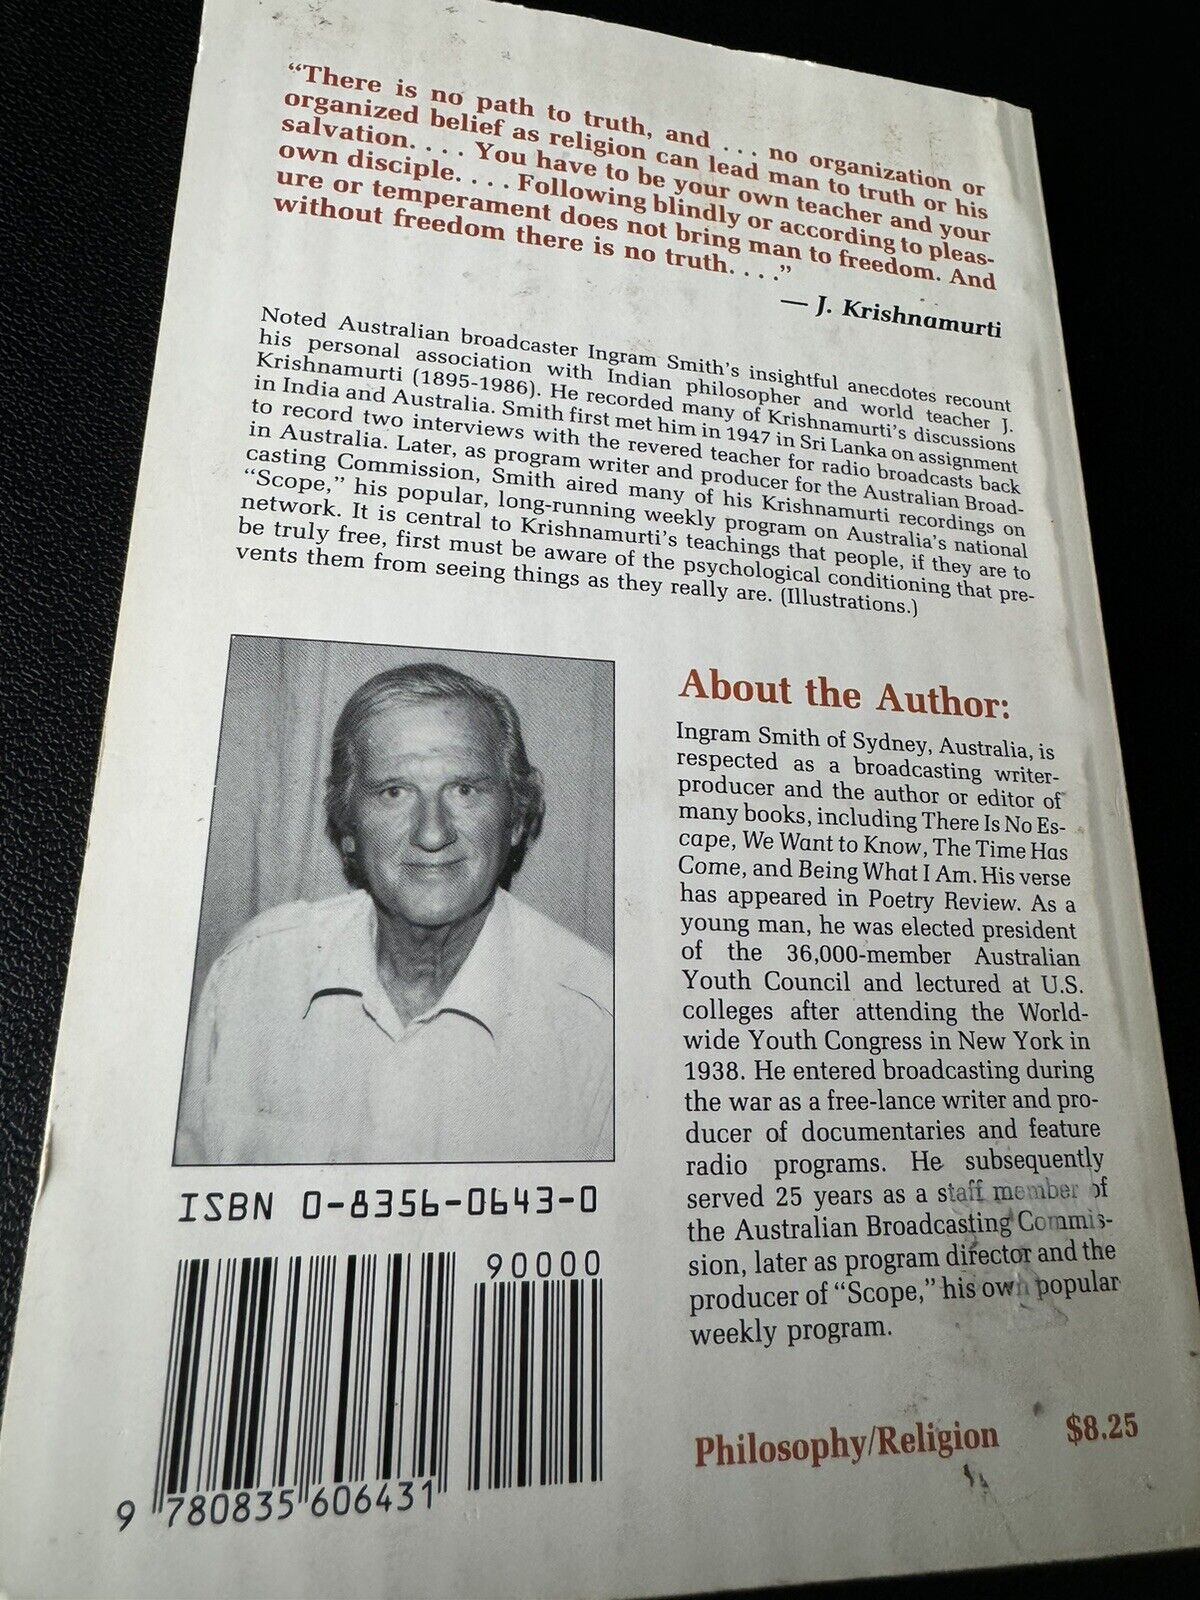 “There is no path to truth, and . . . no organization or
organized belief as religion can lead man to truth or his
salvation. . . . You have to be your own teacher and your
own disciple. . . . Following blindly or according to pleas-
ure or temperament does not bring man to freedom. And
without freedom there is no truth. . . .”
— J. Krishnamurti
Noted Australian broadcaster Ingram Smith's insightful anecdotes recount
his personal association with Indian philosopher and world teacher J.
Krishnamurti (1895-1986). He recorded many of Krishnamurti's discussions
in India and Australia. Smith first met him in 1947 in Sri Lanka on assignment
to record two interviews with the revered teacher for radio broadcasts back
in Australia. Later, as program writer and producer for the Australian Broad-
casting Commission, Smith aired many of his Krishnamurti recordings on
“Scope,” his popular, long-running weekly program on Australia's national
network. It is central to Krishnamurti's teachings that people, if they are to
be truly free, first must be aware of the psychological conditioning that pre-
vents them from seeing things as they really are. (Illustrations.)
About the Author:
Ingram Smith of Sydney, Australia, is
respected as a broadcasting writer-
producer and the author or editor of
many books, including There Is No Es-
cape, We Want to Know, The Time Has
Come, and Being What I Am. His verse
has appeared in Poetry Review. As a
young man, he was elected president
of the 36,000-member Australian
Youth Council and lectured at U.S.
colleges after attending the World-
wide Youth Congress in New York in
1938. He entered broadcasting during
the war as a free-lance writer and pro-
ducer of documentaries and feature
radio programs. He subsequently
served 25 years as a staff member of
the Australian Broadcasting Commis-
sion, later as program director and the
producer of “Scope,” his own popular
weekly program.
ISBN 0-8356-0643-0
90000
9 780835 606431
Philosophy/Religion $8.25